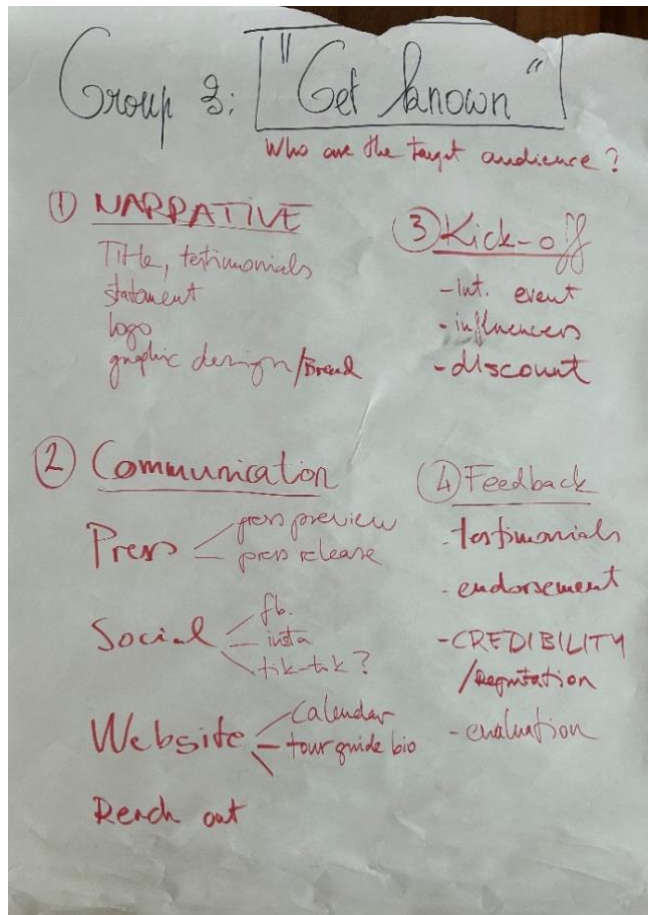 Group 3: "Get known"
Who are the target audience?
① NARRATIVE
Title, testimonials
statement
logo
graphic design/Brand
② Communication
Press
press preview
press release
Social
fb.
insta
tik-tak?
Website
Calendar
tour guide bio
Reach out
③ Kick-off
-int. event
-influencers
-discount
④ Feedback
-testimonials
-endorsement
-CREDIBILITY
/Reputation
-evaluation